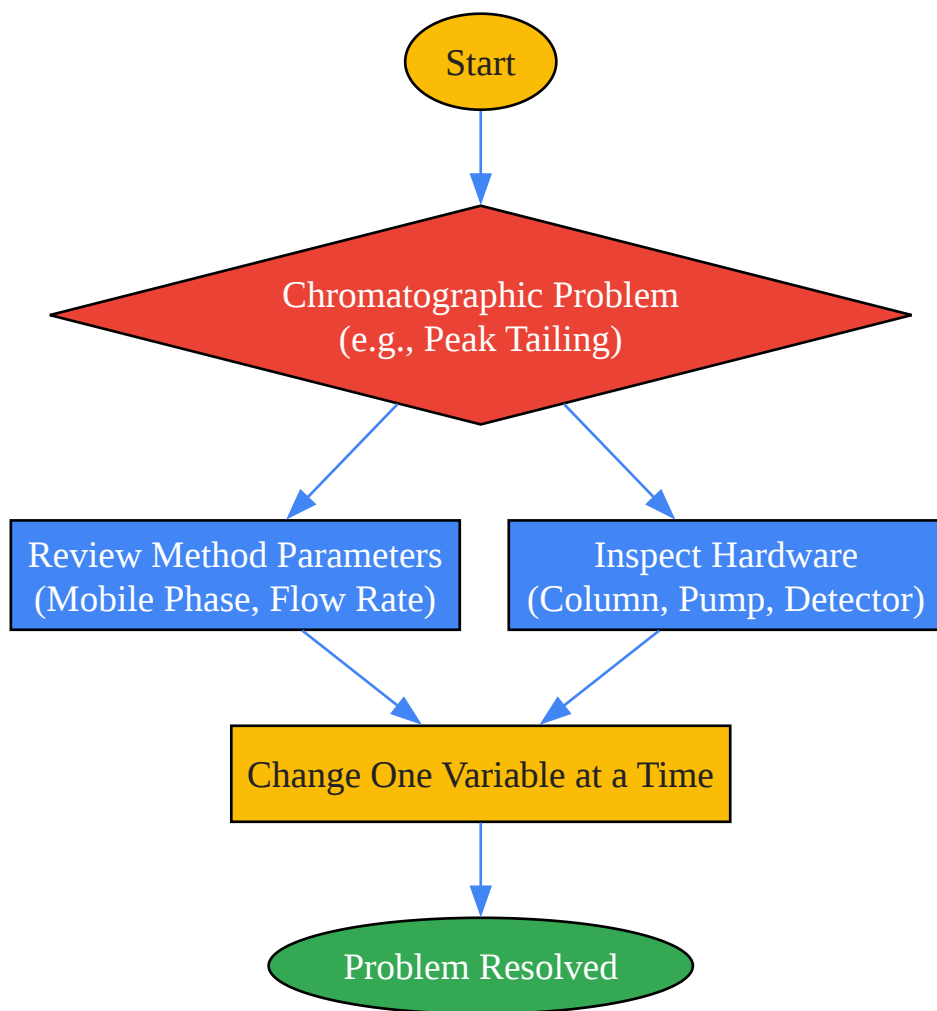 Start
Chromatographic Problem
(e.g., Peak Tailing)
Review Method Parameters
(Mobile Phase, Flow Rate)
Inspect Hardware
(Column, Pump, Detector)
Change One Variable at a Time
Problem Resolved